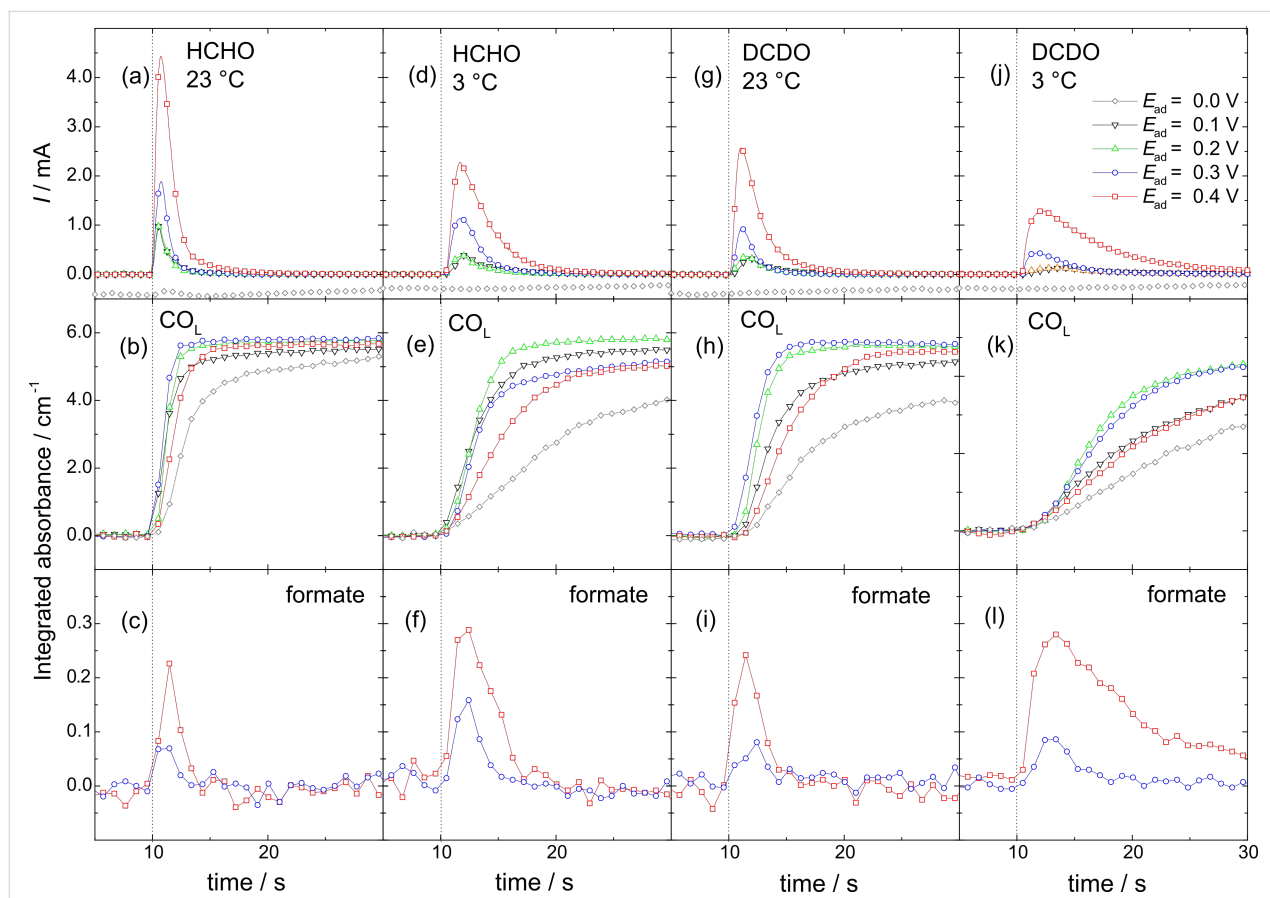 HCHO
23 °C
(a)
HCHO
3 °C
(d)
DCDO
23 °C
(g)
DCDO
3 °C
(j)
E_ad = 0.0 V
E_ad = 0.1 V
E_ad = 0.2 V
E_ad = 0.3 V
E_ad = 0.4 V
I / mA
4.0
3.0
2.0
1.0
0.0
CO_L
(b)
CO_L
(e)
CO_L
(h)
CO_L
(k)
Integrated absorbance / cm⁻¹
6.0
4.0
2.0
0.0
formate
(c)
formate
(f)
formate
(i)
formate
(l)
0.3
0.2
0.1
0.0
10 20 10 20 10 20 10 20 30
time / s time / s time / s time / s